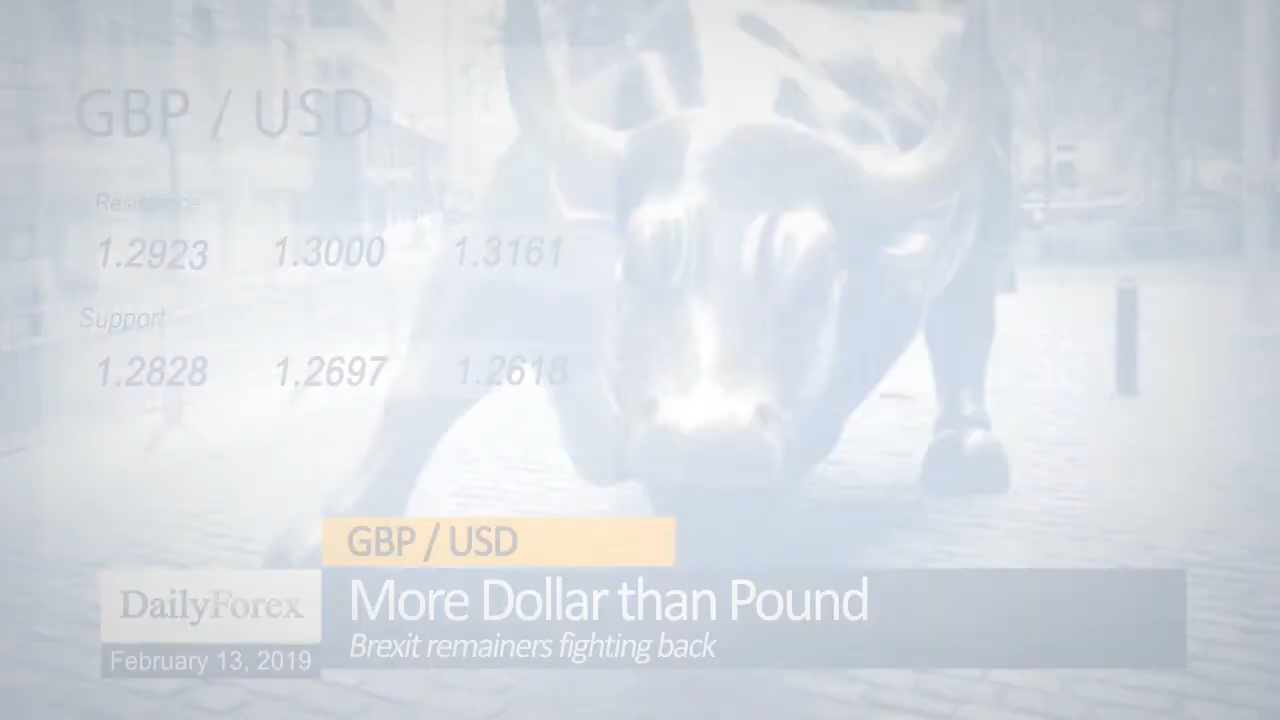 GBP / USD
Resistance
1.2923 1.3000 1.3161
Support
1.2828 1.2697 1.2618
GBP / USD
More Dollar than Pound
Brexit remainers fighting back
DailyForex
February 13, 2019